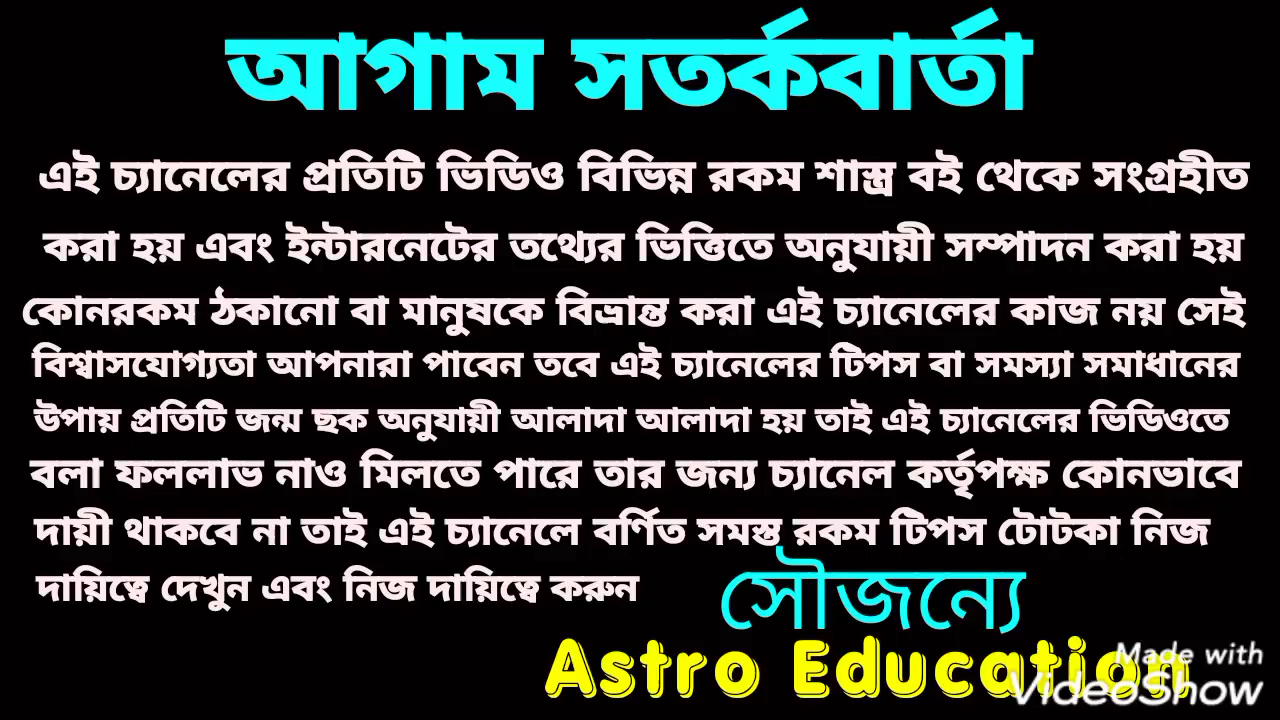 আগাম সতর্কবার্তা
এই চ্যানেলের প্রতিটি ভিডিও বিভিন্ন রকম শাস্ত্র বই থেকে সংগ্রহীত
করা হয় এবং ইন্টারনেটের তথ্যের ভিত্তিতে অনুযায়ী সম্পাদন করা হয়
কোনরকম ঠকানো বা মানুষকে বিভ্রান্ত করা এই চ্যানেলের কাজ নয় সেই
বিশ্বাসযোগ্যতা আপনারা পাবেন তবে এই চ্যানেলের টিপস বা সমস্যা সমাধানের
উপায় প্রতিটি জন্ম ছক অনুযায়ী আলাদা আলাদা হয় তাই এই চ্যানেলের ভিডিওতে
বলা ফললাভ নাও মিলতে পারে তার জন্য চ্যানেল কর্তৃপক্ষ কোনভাবে
দায়ী থাকবে না তাই এই চ্যানেলে বর্ণিত সমস্ত রকম টিপস টোটকা নিজ
দায়িত্বে দেখুন এবং নিজ দায়িত্বে করুন
সৌজন্যে
Astro Education
Made with
VideoShow